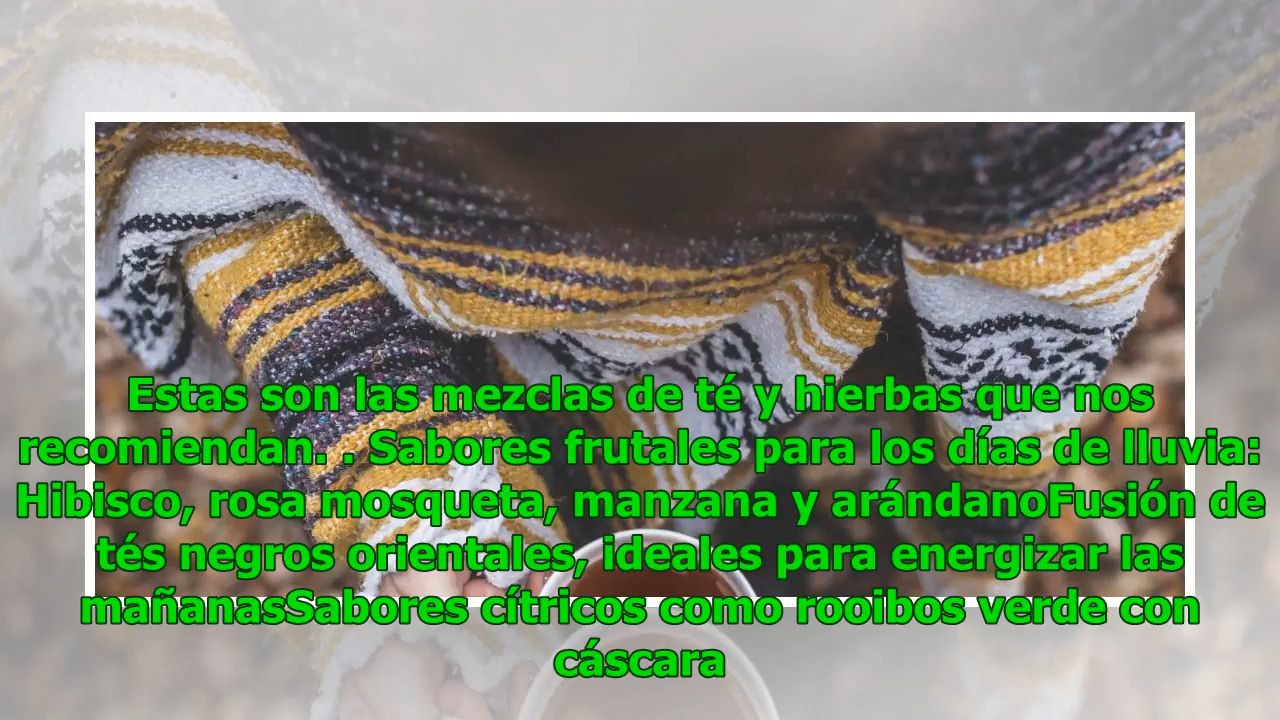 Estas son las mezclas de té y hierbas que nos
recomiendan. . Sabores frutales para los días de lluvia:
Hibisco, rosa mosqueta, manzana y arándanoFusión de
tés negros orientales, ideales para energizar las
mañanasSabores cítricos como rooibos verde con
cáscara